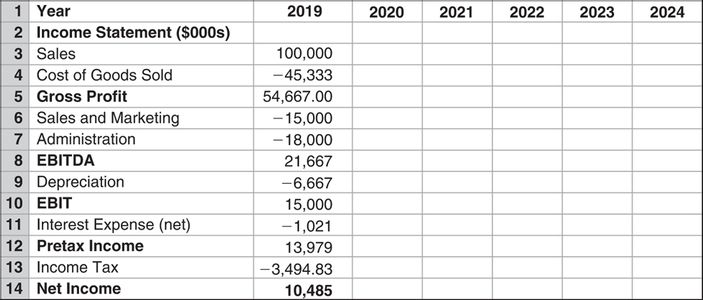 1 Year 2019 2020 2021 2022 2023 2024
2 Income Statement ($000s)
3 Sales 100,000
4 Cost of Goods Sold −45,333
5 Gross Profit 54,667.00
6 Sales and Marketing −15,000
7 Administration −18,000
8 EBITDA 21,667
9 Depreciation −6,667
10 EBIT 15,000
11 Interest Expense (net) −1,021
12 Pretax Income 13,979
13 Income Tax −3,494.83
14 Net Income 10,485